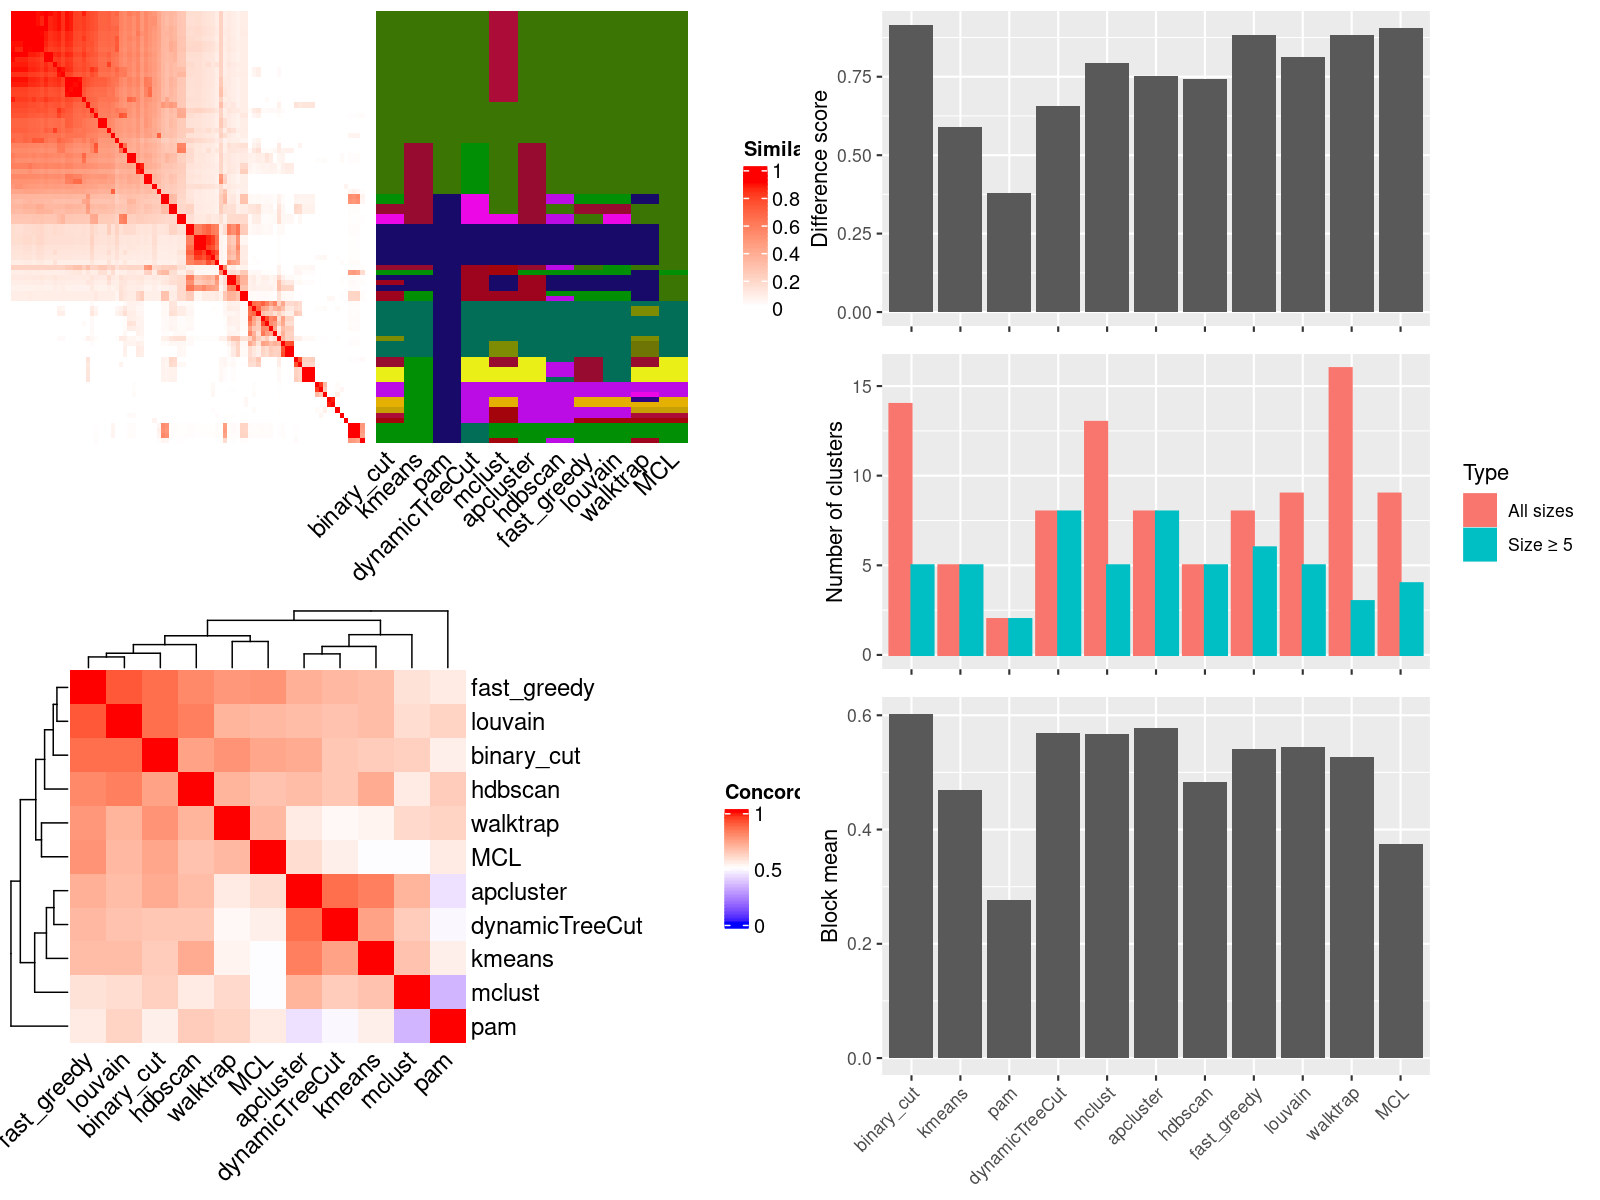 Simila
1
0.8
0.6
0.4
0.2
0
binary_cut
kmeans
pam
dynamicTreeCut
mclust
apcluster
hdbscan
fast_greedy
louvain
walktrap
MCL
fast_greedy
louvain
binary_cut
hdbscan
walktrap
MCL
apcluster
dynamicTreeCut
kmeans
mclust
pam
fast_greedy
louvain
binary_cut
hdbscan
walktrap
MCL
apcluster
dynamicTreeCut
kmeans
mclust
pam
Concord
1
0.5
0
Difference score
0.75
0.50
0.25
0.00
Number of clusters
15
10
5
0
Type
All sizes
Size ≥ 5
Block mean
0.6
0.4
0.2
0.0
binary_cut
kmeans
pam
dynamicTreeCut
mclust
apcluster
hdbscan
fast_greedy
louvain
walktrap
MCL